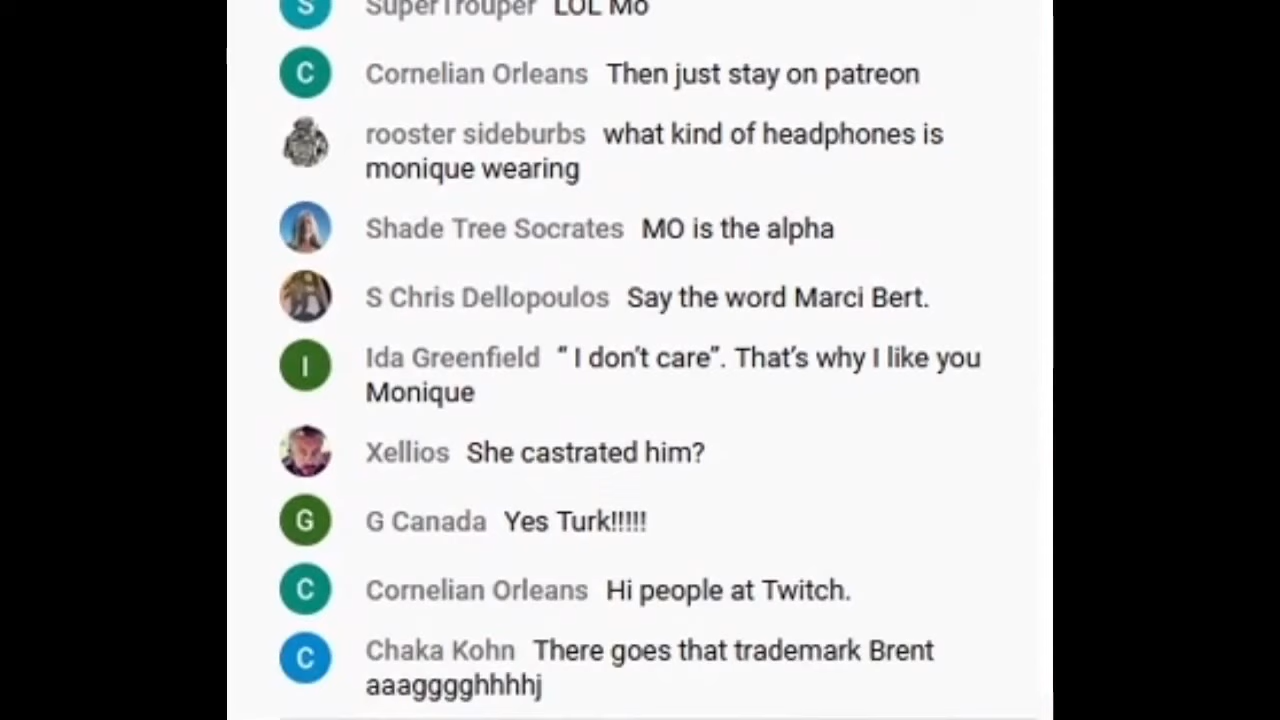 S SuperTrouper LOL Mo
C Cornelian Orleans Then just stay on patreon
rooster sideburbs what kind of headphones is
monique wearing
Shade Tree Socrates MO is the alpha
S Chris Dellopoulos Say the word Marci Bert.
I Ida Greenfield “ I don’t care”. That’s why I like you
Monique
Xellios She castrated him?
G G Canada Yes Turk!!!!!
C Cornelian Orleans Hi people at Twitch.
C Chaka Kohn There goes that trademark Brent
aaagggghhhhj